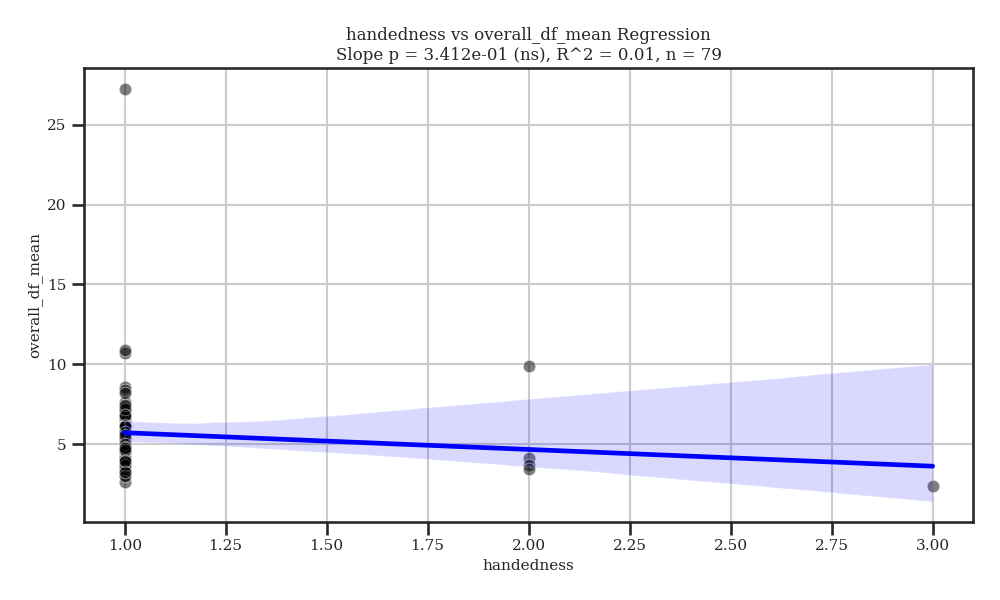 handedness vs overall_df_mean Regression
Slope p = 3.412e-01 (ns), R^2 = 0.01, n = 79
overall_df_mean
25
20
15
10
5
1.00 1.25 1.50 1.75 2.00 2.25 2.50 2.75 3.00
handedness